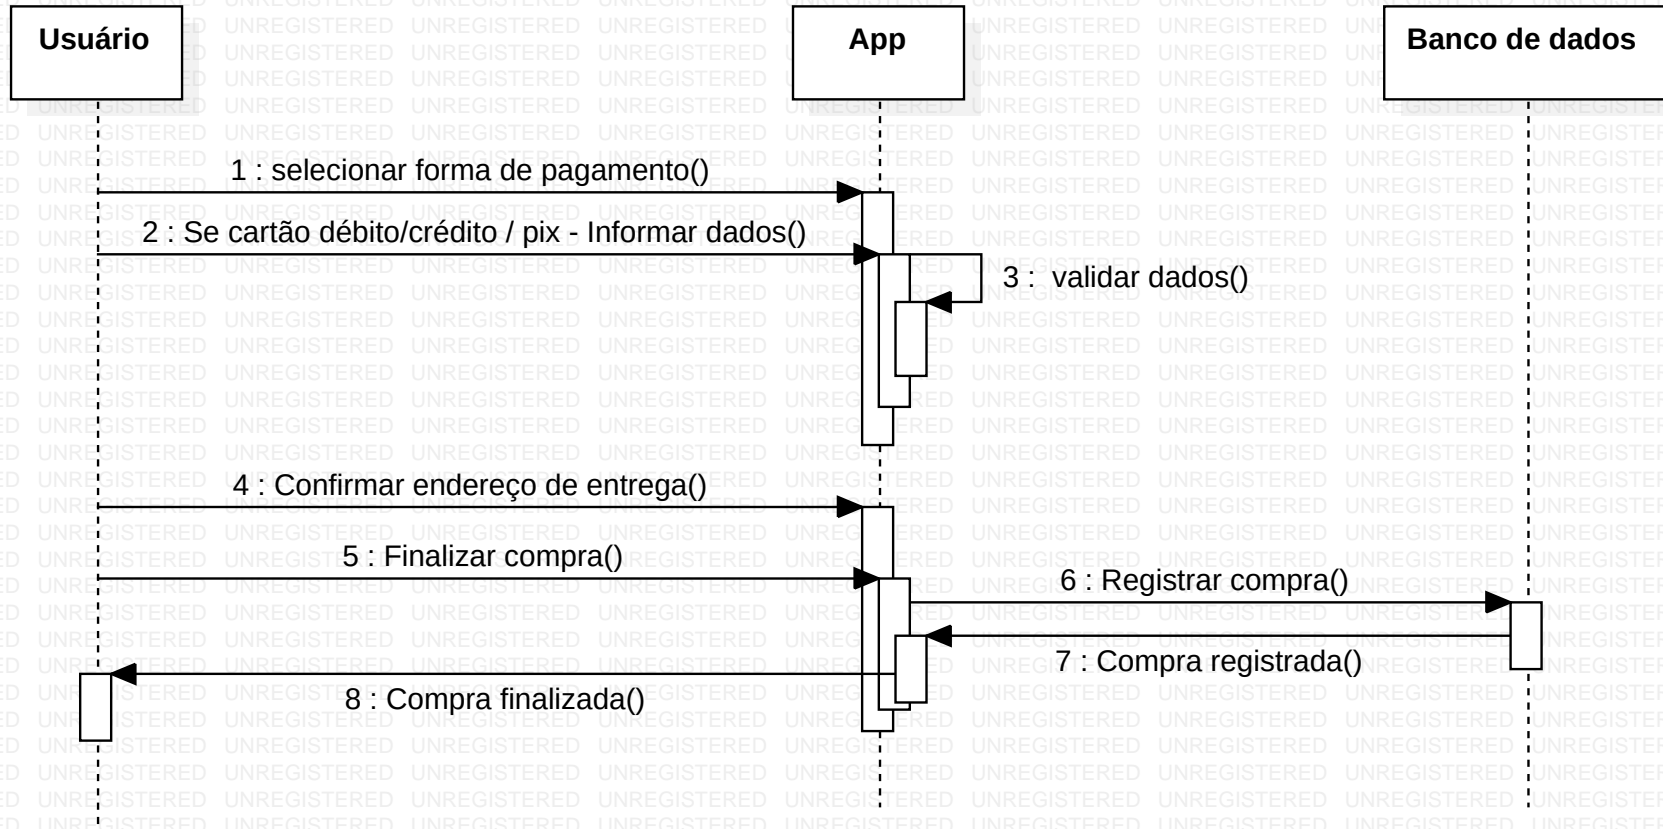 Usuário
App
Banco de dados
1 : selecionar forma de pagamento()
2 : Se cartão débito/crédito / pix - Informar dados()
3 :  validar dados()
4 : Confirmar endereço de entrega()
5 : Finalizar compra()
6 : Registrar compra()
7 : Compra registrada()
8 : Compra finalizada()
UNREGISTERED